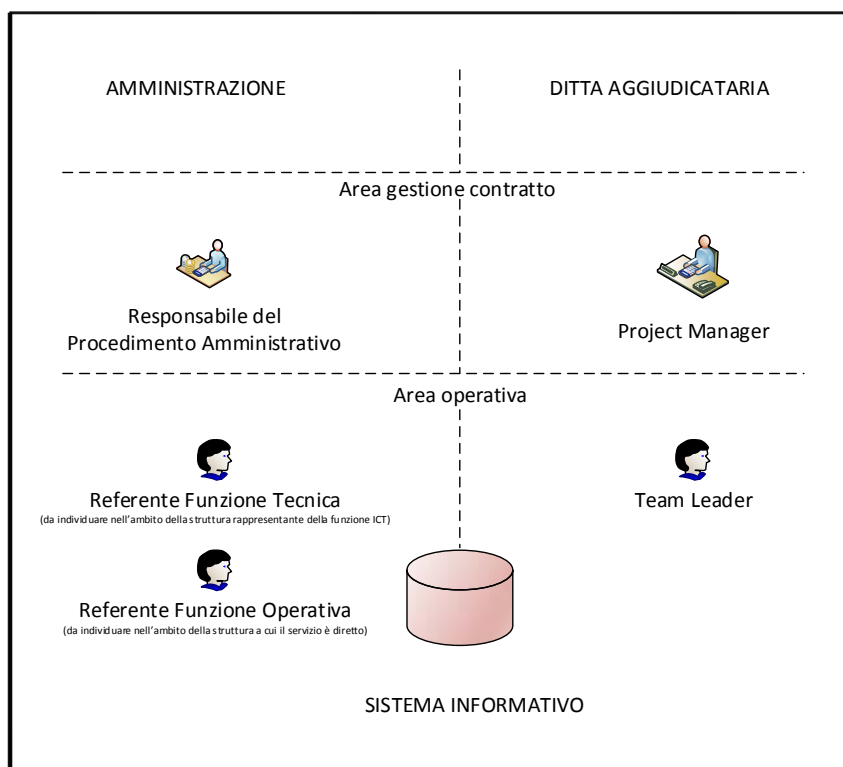 AMMINISTRAZIONE
DITTA AGGIUDICATARIA
Area gestione contratto
Responsabile del
Procedimento Amministrativo
Project Manager
Area operativa
Referente Funzione Tecnica
(da individuare nell'ambito della struttura rappresentante della funzione ICT)
Team Leader
Referente Funzione Operativa
(da individuare nell'ambito della struttura a cui il servizio è diretto)
SISTEMA INFORMATIVO